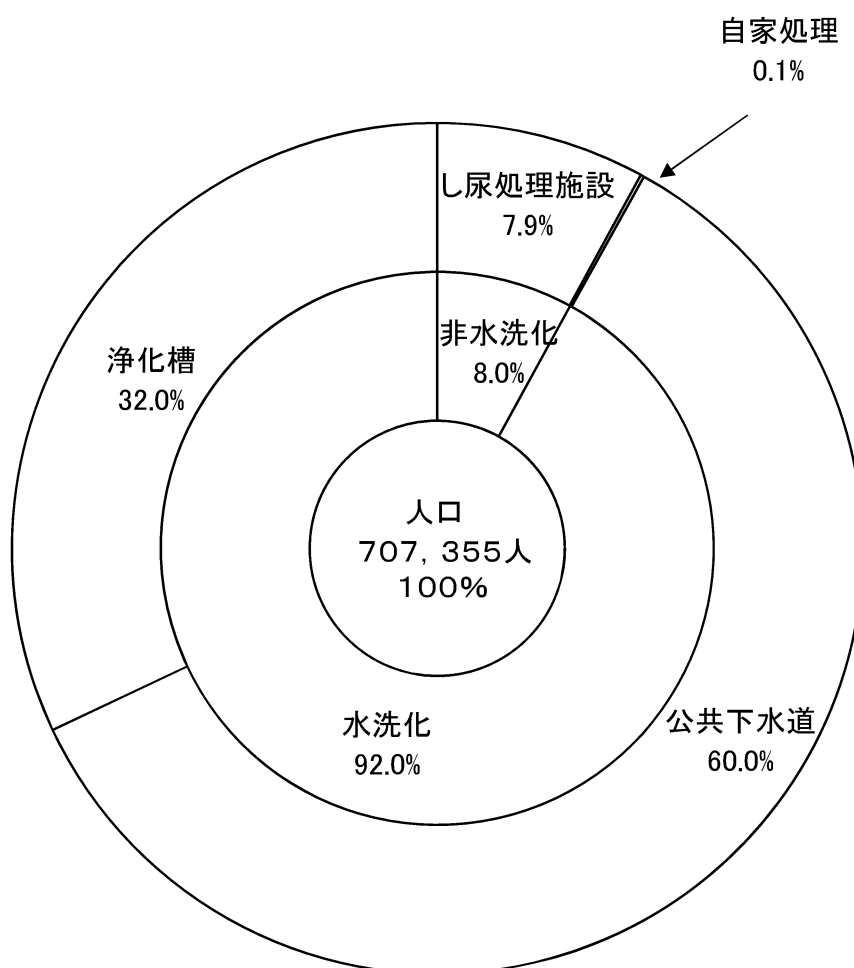 自家処理
0.1%
し尿処理施設
7.9%
非水洗化
8.0%
浄化槽
32.0%
人口
707, 355人
100%
水洗化
92.0%
公共下水道
60.0%